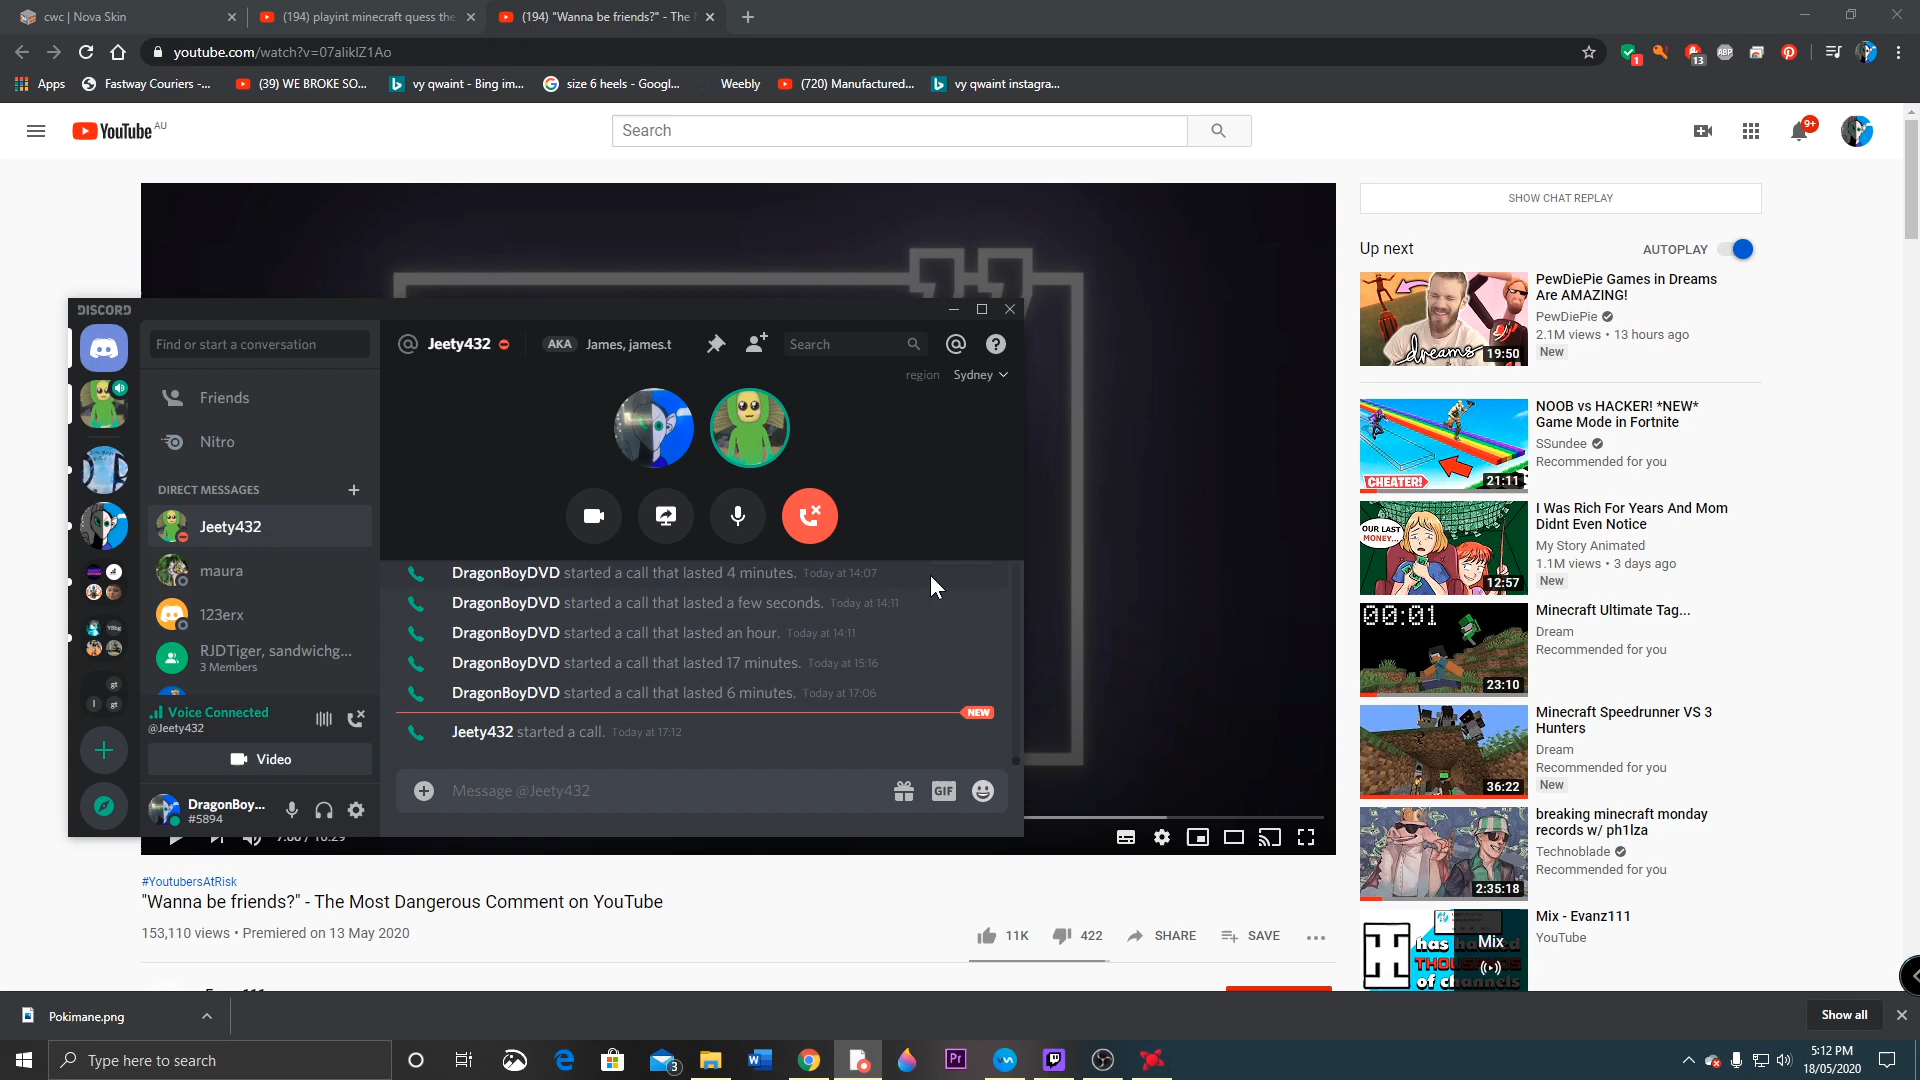 cwc | Nova Skin
(194) playint minecraft quess the
(194) "Wanna be friends?" - The
youtube.com/watch?v=07aliklZ1Ao
1
13
ABP
Apps
Fastway Couriers -...
(39) WE BROKE SO...
vy qwaint - Bing im...
size 6 heels - Googl...
Weebly
(720) Manufactured...
vy qwaint instagra...
YouTube AU
Search
9+
SHOW CHAT REPLAY
Up next
AUTOPLAY
dreams
19:50
PewDiePie Games in Dreams
Are AMAZING!
PewDiePie
2.1M views • 13 hours ago
New
CHEATER!
21:11
NOOB vs HACKER! *NEW*
Game Mode in Fortnite
SSundee
Recommended for you
OUR LAST
MONEY...
12:57
I Was Rich For Years And Mom
Didnt Even Notice
My Story Animated
1.1M views • 3 days ago
New
00:01
23:10
Minecraft Ultimate Tag...
Dream
Recommended for you
36:22
Minecraft Speedrunner VS 3
Hunters
Dream
Recommended for you
New
2:35:18
breaking minecraft monday
records w/ ph1lza
Technoblade
Recommended for you
Mix
has
THOU
of channels
Mix - Evanz111
YouTube
DISCORD
Find or start a conversation
Friends
Nitro
DIRECT MESSAGES
Jeety432
maura
123erx
RJDTiger, sandwichg...
3 Members
Voice Connected
@Jeety432
Video
DragonBoy...
#5894
Jeety432
AKA James, james.t
Search
region Sydney
DragonBoyDVD started a call that lasted 4 minutes. Today at 14:07
DragonBoyDVD started a call that lasted a few seconds. Today at 14:11
DragonBoyDVD started a call that lasted an hour. Today at 14:11
DragonBoyDVD started a call that lasted 17 minutes. Today at 15:16
DragonBoyDVD started a call that lasted 6 minutes. Today at 17:06
NEW
Jeety432 started a call. Today at 17:12
Message @Jeety432
GIF
#YoutubersAtRisk
"Wanna be friends?" - The Most Dangerous Comment on YouTube
153,110 views • Premiered on 13 May 2020
11K
422
SHARE
SAVE
Pokimane.png
Show all
Type here to search
3
Pr
5:12 PM
18/05/2020